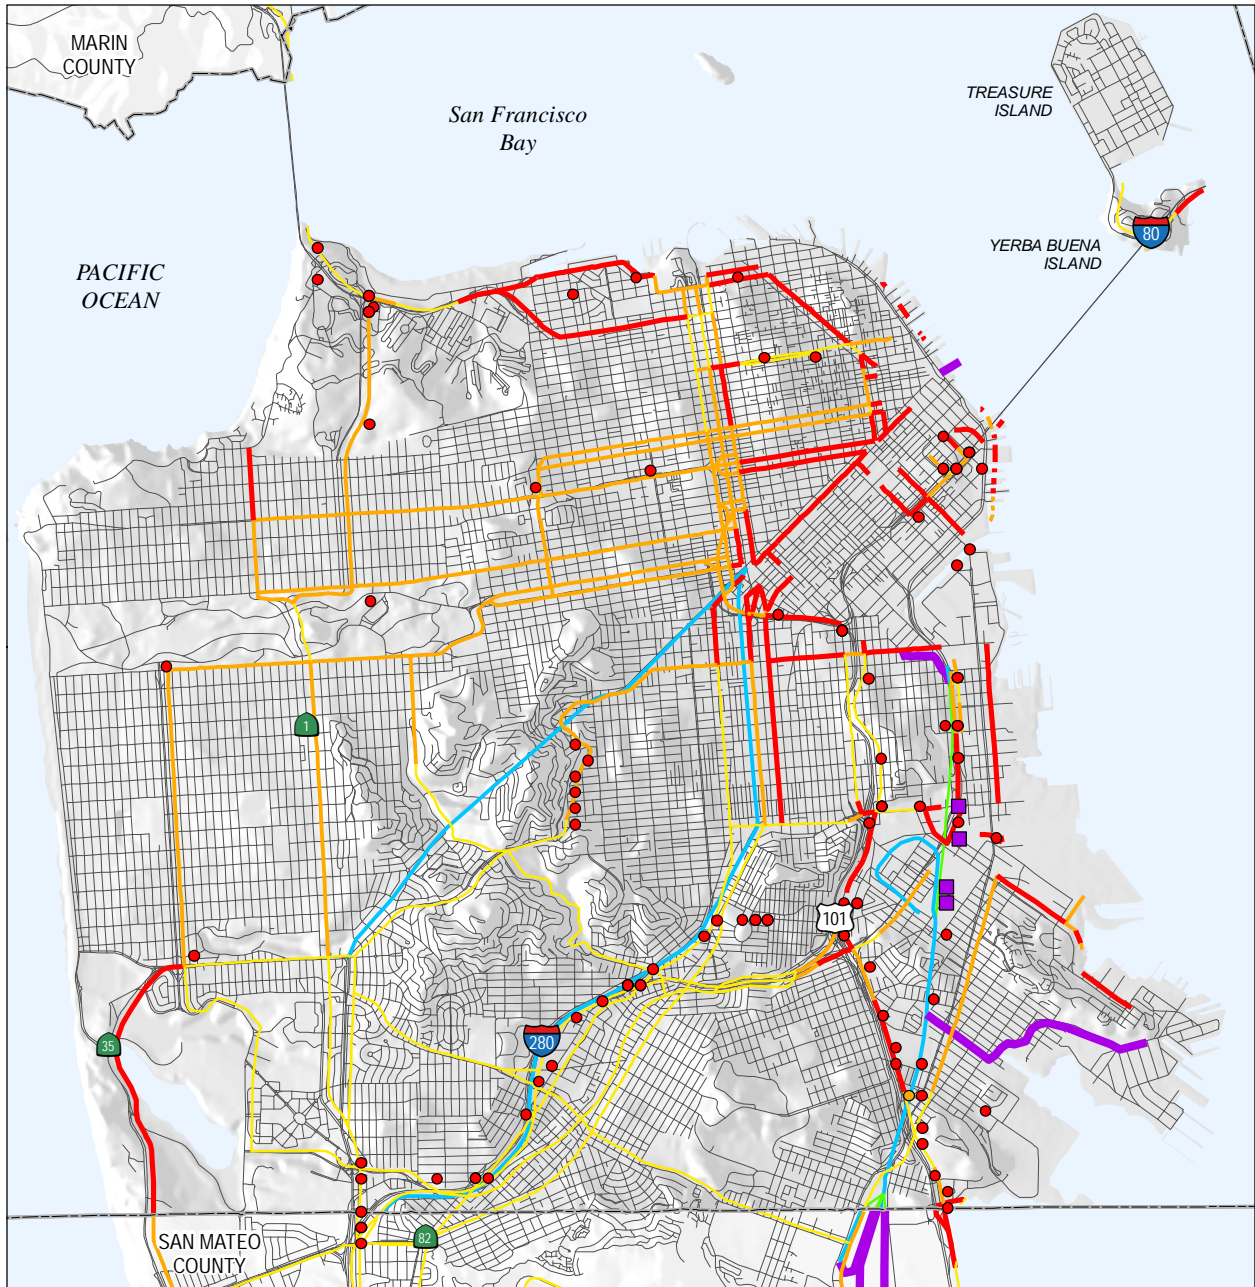 MARIN
COUNTY
San Francisco
Bay
TREASURE
ISLAND
80
YERBA BUENA
ISLAND
PACIFIC
OCEAN
1
101
35
280
82
SAN MATEO
COUNTY